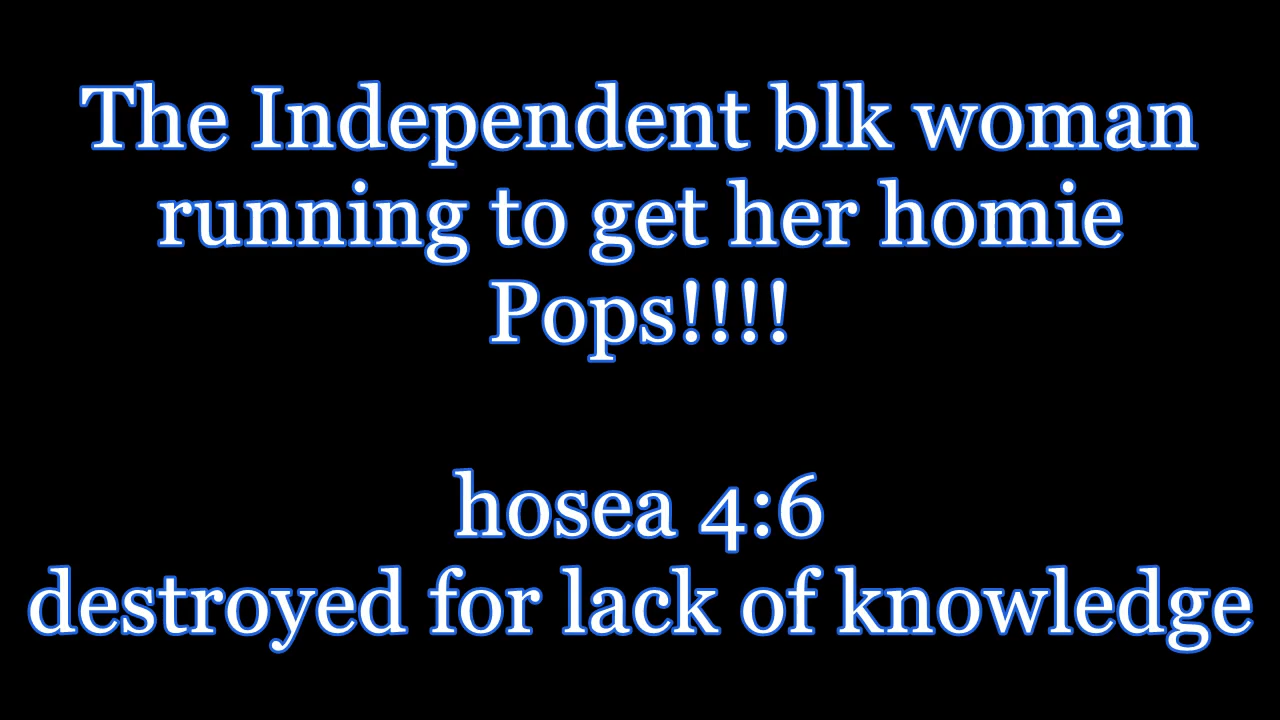 The Independent blk woman
running to get her homie
Pops!!!!
hosea 4:6
destroyed for lack of knowledge